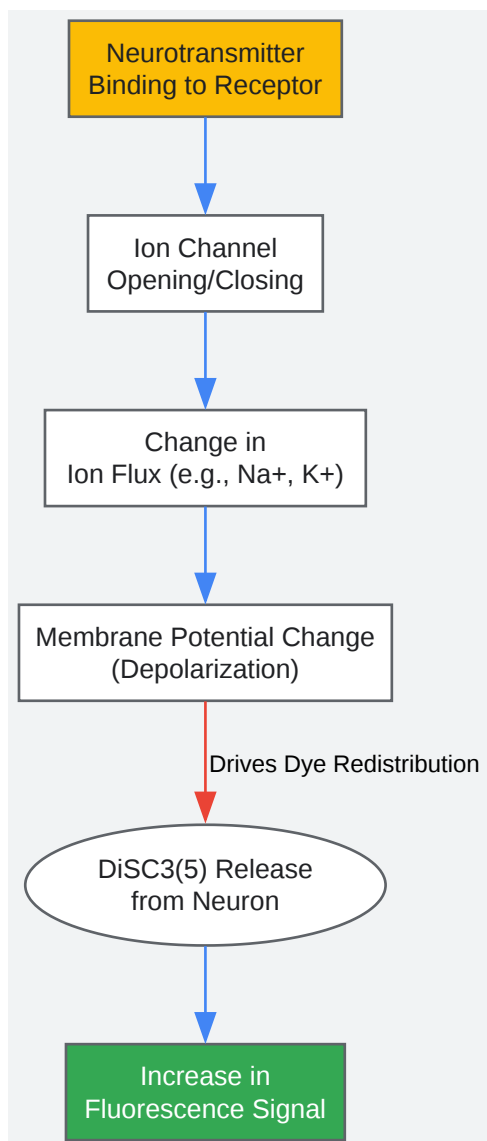 Neurotransmitter
Binding to Receptor
Ion Channel
Opening/Closing
Change in
Ion Flux (e.g., Na+, K+)
Membrane Potential Change
(Depolarization)
Drives Dye Redistribution
DiSC3(5) Release
from Neuron
Increase in
Fluorescence Signal